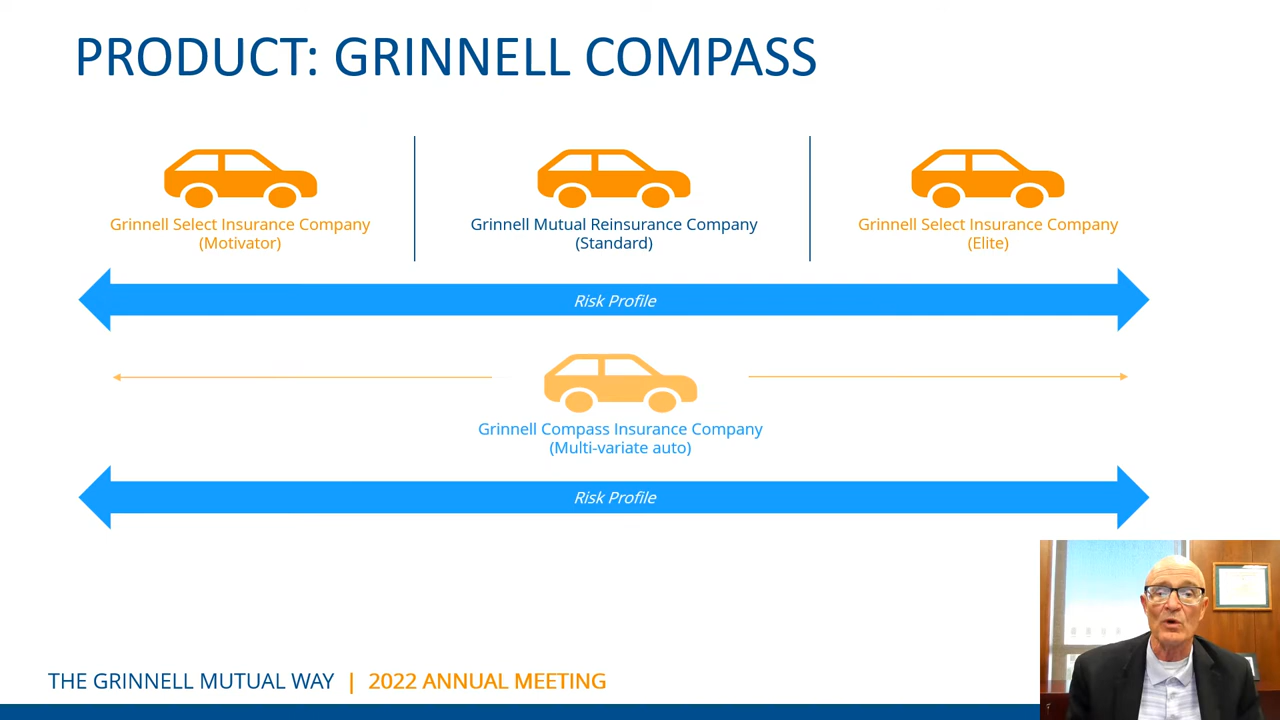 PRODUCT: GRINNELL COMPASS
Grinnell Select Insurance Company
(Motivator)
Grinnell Mutual Reinsurance Company
(Standard)
Grinnell Select Insurance Company
(Elite)
Risk Profile
Grinnell Compass Insurance Company
(Multi-variate auto)
Risk Profile
THE GRINNELL MUTUAL WAY | 2022 ANNUAL MEETING